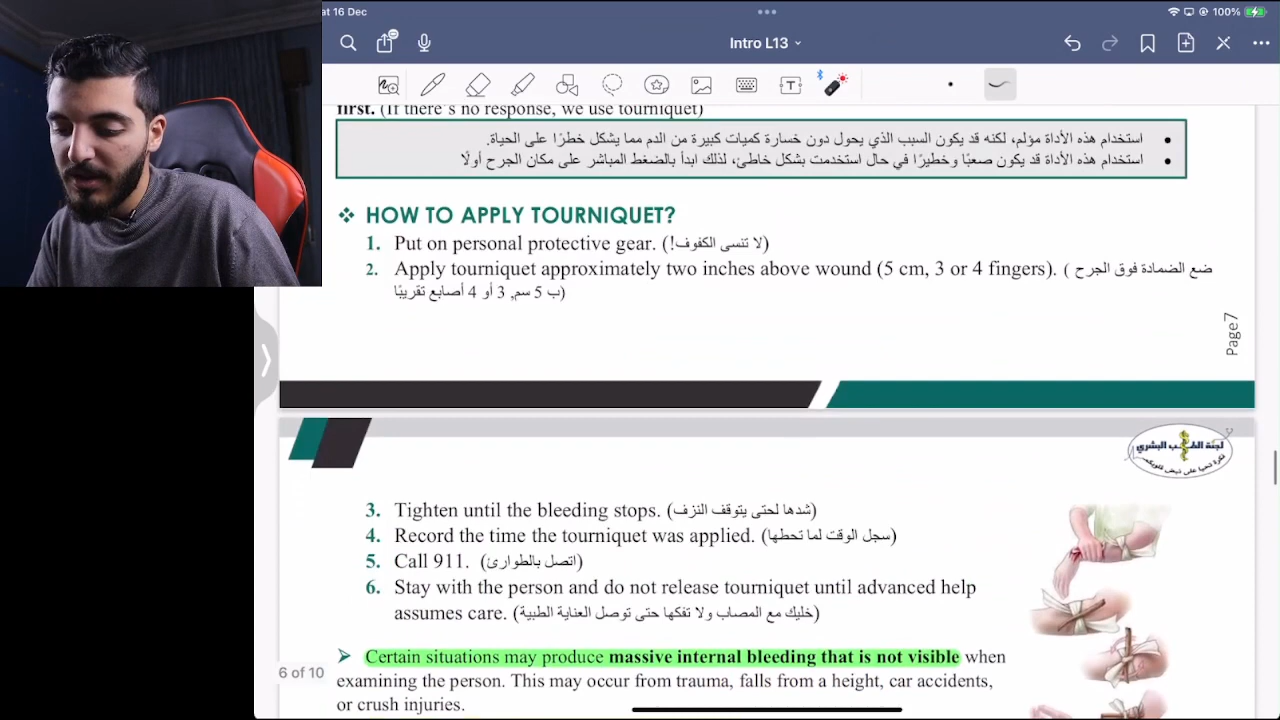 at 16 Dec
100%
Intro L13
first. (If there's no response, we use tourniquet)
• استخدام هذه الأداة مؤلم، لكنه قد يكون السبب الذي يحول دون خسارة كميات كبيرة من الدم مما يشكل خطرًا على الحياة.
• استخدام هذه الأداة قد يكون صعبًا وخطيرًا في حال استخدمت بشكل خاطئ، لذلك ابدأ بالضغط المباشر على مكان الجرح أولًا
❖ HOW TO APPLY TOURNIQUET?
1. Put on personal protective gear. (لا تنسى الكفوف!)
2. Apply tourniquet approximately two inches above wound (5 cm, 3 or 4 fingers). (ضع الضمادة فوق الجرح
ب 5 سم, 3 أو 4 أصابع تقريبًا)
Page7
لجنة الطب البشري
فكرة تحيا على نبض قلوبكم
3. Tighten until the bleeding stops. (شدها لحتى يتوقف النزف)
4. Record the time the tourniquet was applied. (سجل الوقت لما تحطها)
5. Call 911. (اتصل بالطوارئ)
6. Stay with the person and do not release tourniquet until advanced help
assumes care. (خليك مع المصاب ولا تفكها حتى توصل العناية الطبية)
➤ Certain situations may produce massive internal bleeding that is not visible when
6 of 10
examining the person. This may occur from trauma, falls from a height, car accidents,
or crush injuries.